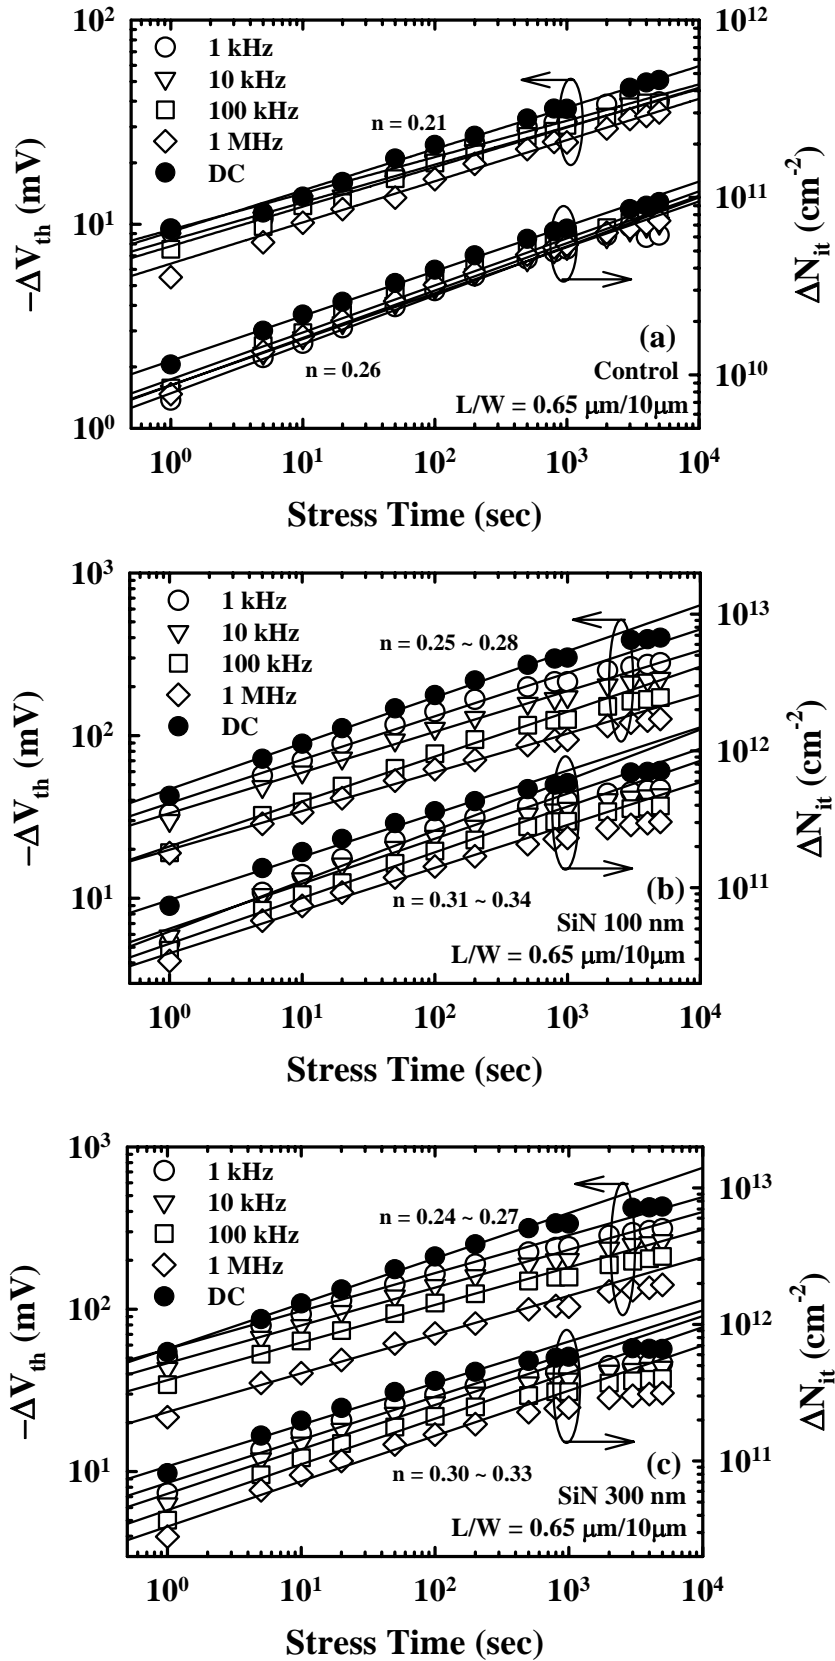 10² 10¹²
1 kHz
10 kHz
100 kHz
1 MHz
DC
n = 0.21
10¹ 10¹¹
−ΔVth (mV)
ΔNit (cm⁻²)
n = 0.26
(a)
Control
L/W = 0.65 μm/10μm
10⁰ 10¹⁰
10⁰ 10¹ 10² 10³ 10⁴
Stress Time (sec)
10³ 10¹³
1 kHz
10 kHz
100 kHz
1 MHz
DC
n = 0.25 ~ 0.28
10² 10¹²
−ΔVth (mV)
ΔNit (cm⁻²)
10¹ 10¹¹
n = 0.31 ~ 0.34
(b)
SiN 100 nm
L/W = 0.65 μm/10μm
10⁰ 10¹ 10² 10³ 10⁴
Stress Time (sec)
10³ 10¹³
1 kHz
10 kHz
100 kHz
1 MHz
DC
n = 0.24 ~ 0.27
10² 10¹²
−ΔVth (mV)
ΔNit (cm⁻²)
10¹ 10¹¹
n = 0.30 ~ 0.33
(c)
SiN 300 nm
L/W = 0.65 μm/10μm
10⁰ 10¹ 10² 10³ 10⁴
Stress Time (sec)